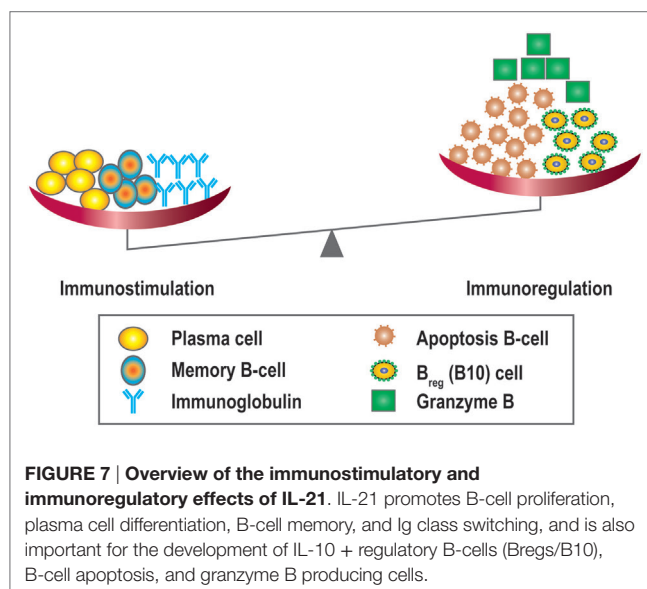 Immunostimulation
Immunoregulation
Plasma cell
Apoptosis B-cell
Memory B-cell
Breg (B10) cell
Immunoglobulin
Granzyme B
FIGURE 7 | Overview of the immunostimulatory and
immunoregulatory effects of IL-21. IL-21 promotes B-cell proliferation,
plasma cell differentiation, B-cell memory, and Ig class switching, and is also
important for the development of IL-10 + regulatory B-cells (Bregs/B10),
B-cell apoptosis, and granzyme B producing cells.